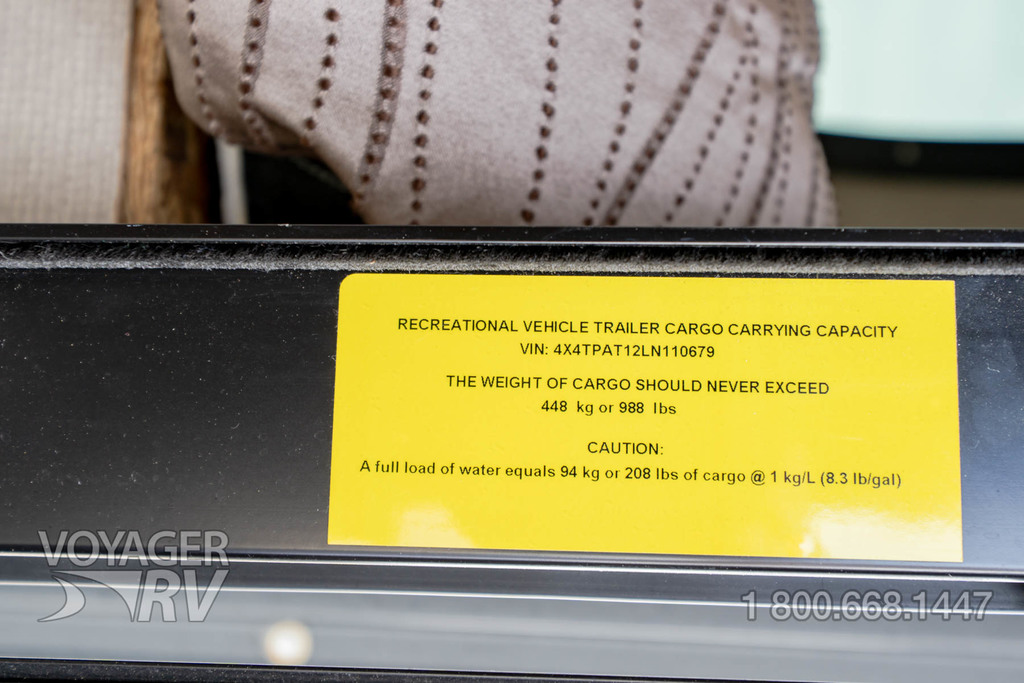 RECREATIONAL VEHICLE TRAILER CARGO CARRYING CAPACITY
VIN: 4X4TPAT12LN110679
THE WEIGHT OF CARGO SHOULD NEVER EXCEED
448 kg or 988 lbs
CAUTION:
A full load of water equals 94 kg or 208 lbs of cargo @ 1 kg/L (8.3 lb/gal)
VOYAGER
RV
1 800.668.1447